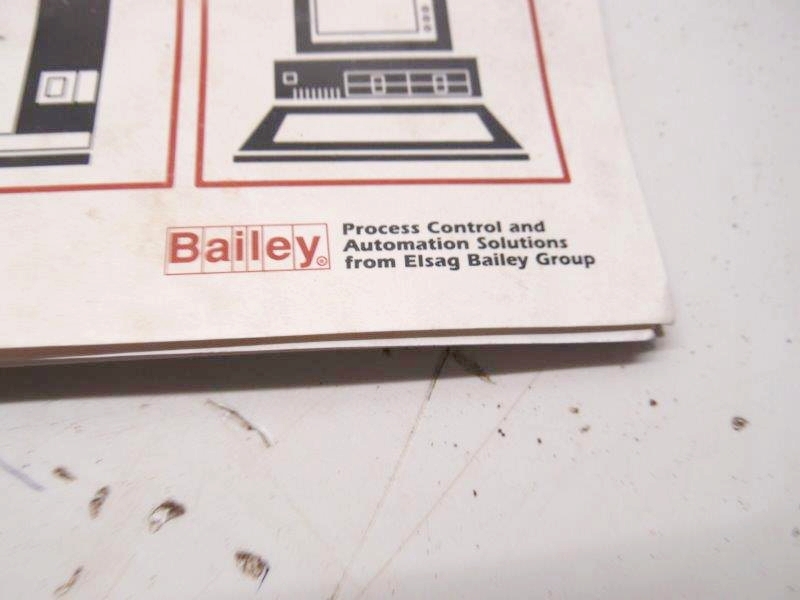 Bailey®
Process Control and
Automation Solutions
from Elsag Bailey Group